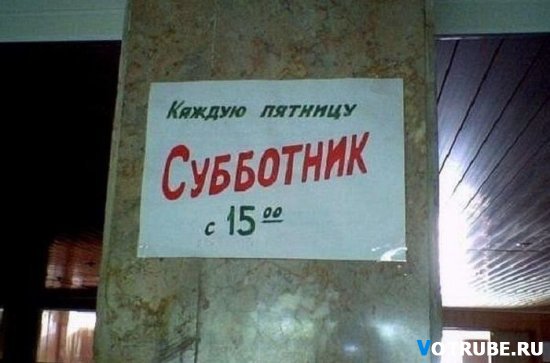 Каждую пятницу
Субботник
с 15 00
VOTRUBE.RU